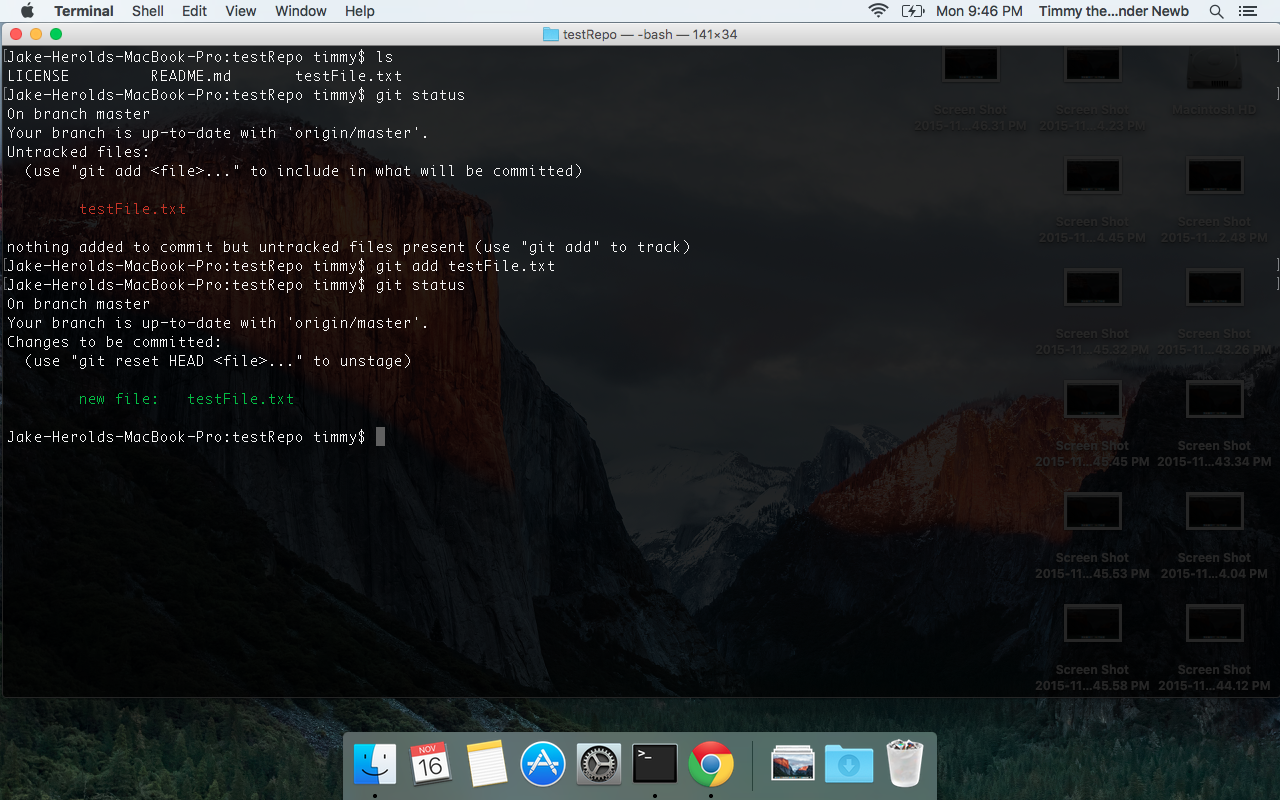 Terminal Shell Edit View Window Help Mon 9:46 PM Timmy the...nder Newb
testRepo — -bash — 141×34
[Jake-Herolds-MacBook-Pro:testRepo timmy$ ls ]
LICENSE README.md testFile.txt
[Jake-Herolds-MacBook-Pro:testRepo timmy$ git status ]
On branch master
Your branch is up-to-date with 'origin/master'.
Untracked files:
(use "git add <file>..." to include in what will be committed)
testFile.txt
nothing added to commit but untracked files present (use "git add" to track)
[Jake-Herolds-MacBook-Pro:testRepo timmy$ git add testFile.txt ]
[Jake-Herolds-MacBook-Pro:testRepo timmy$ git status ]
On branch master
Your branch is up-to-date with 'origin/master'.
Changes to be committed:
(use "git reset HEAD <file>..." to unstage)
new file: testFile.txt
Jake-Herolds-MacBook-Pro:testRepo timmy$
Screen Shot
2015-11...46.31 PM
Screen Shot
2015-11...4.23 PM
Macintosh HD
Screen Shot
2015-11...4.45 PM
Screen Shot
2015-11...2.48 PM
Screen Shot
2015-11...45.32 PM
Screen Shot
2015-11...43.26 PM
Screen Shot
2015-11...45.45 PM
Screen Shot
2015-11...43.34 PM
Screen Shot
2015-11...45.53 PM
Screen Shot
2015-11...4.04 PM
Screen Shot
2015-11...45.58 PM
Screen Shot
2015-11...44.12 PM
NOV
16
>_